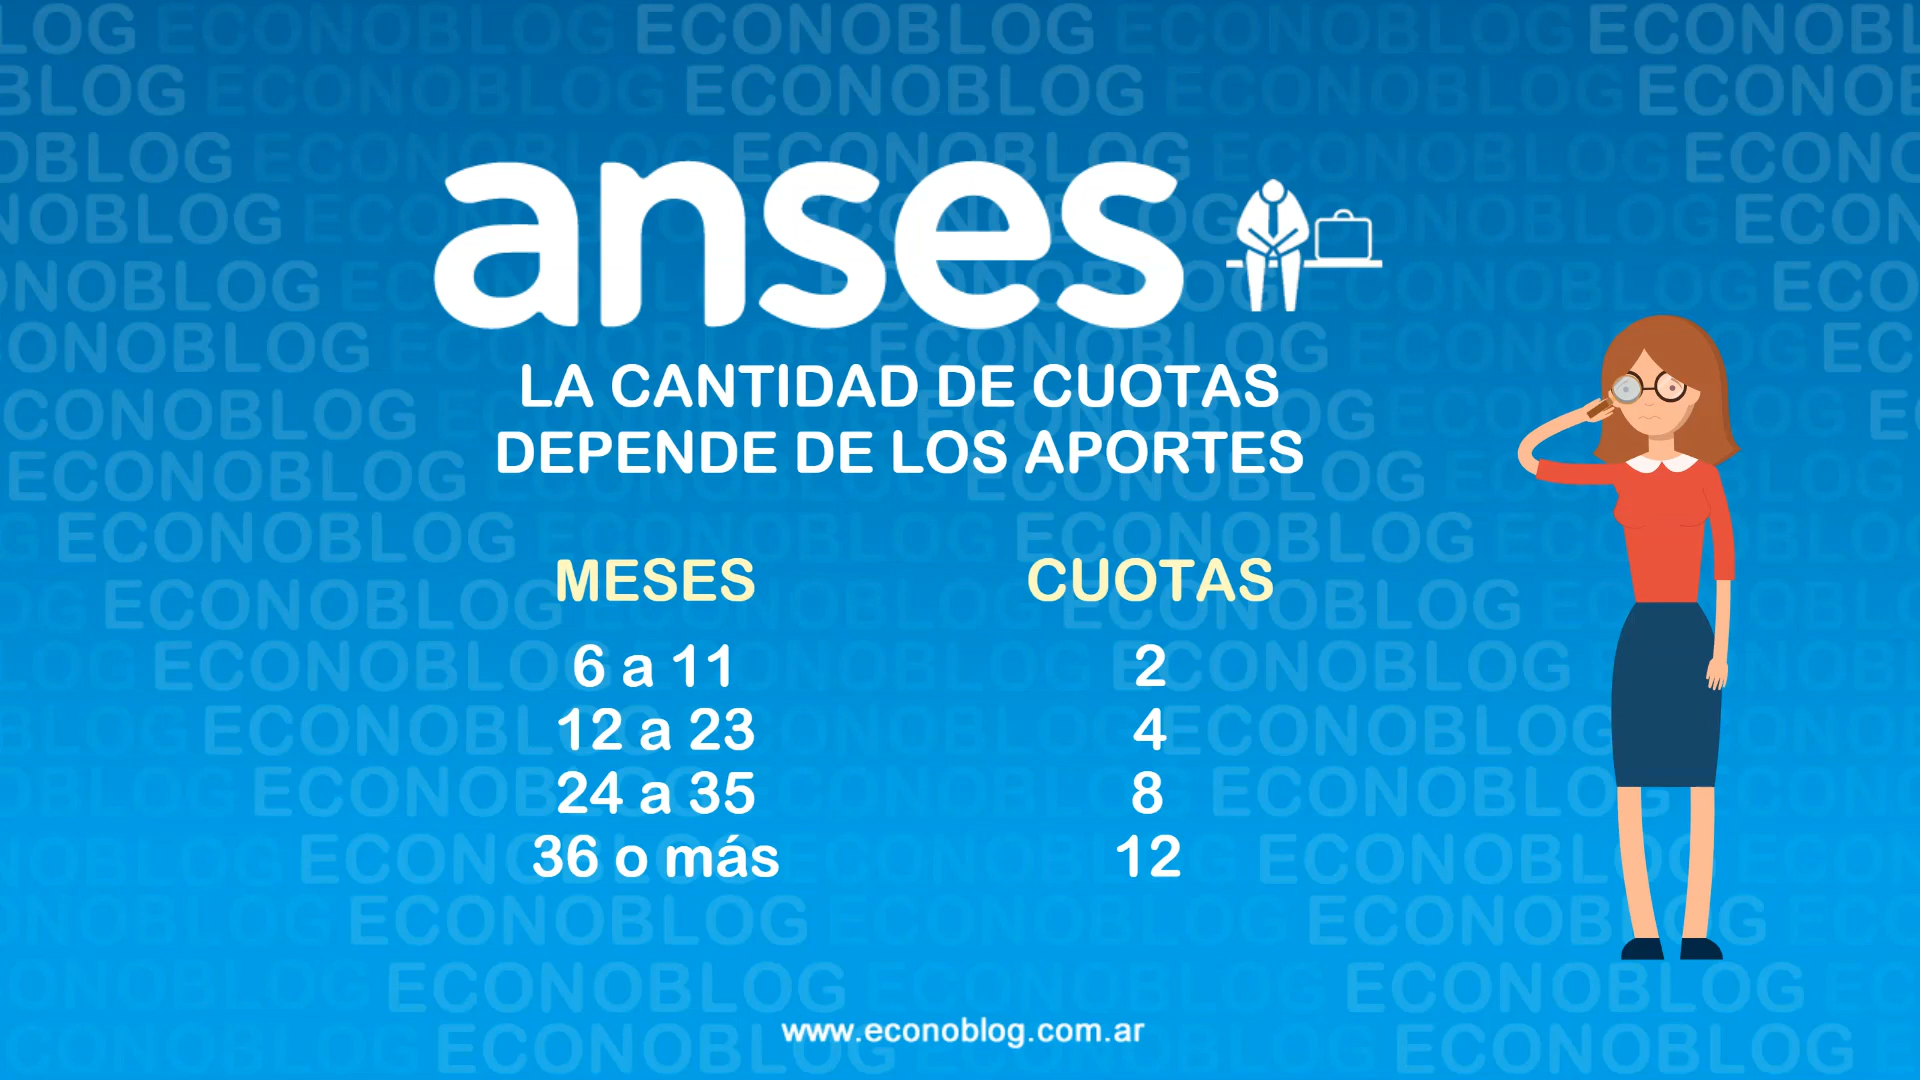 anses
LA CANTIDAD DE CUOTAS
DEPENDE DE LOS APORTES
MESES CUOTAS
6 a 11 2
12 a 23 4
24 a 35 8
36 o más 12
www.econoblog.com.ar
ECONOBLOG